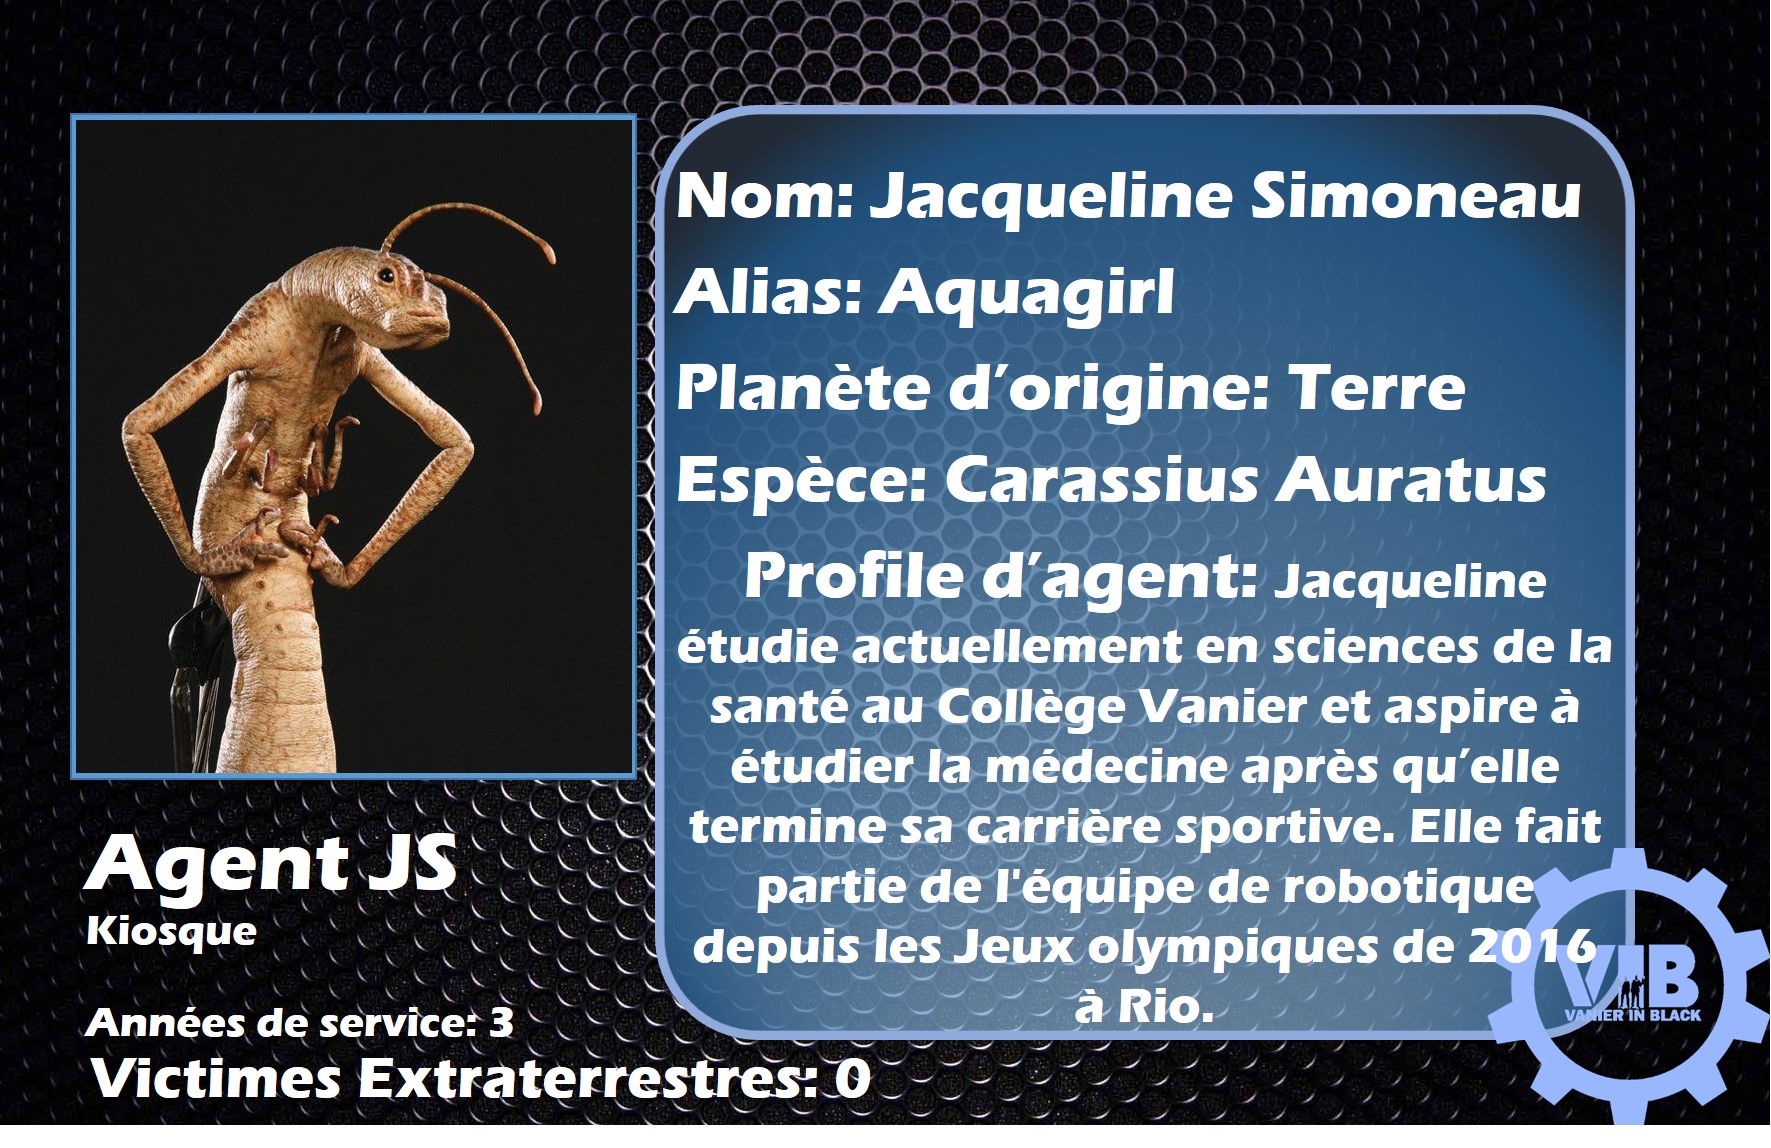 Nom: Jacqueline Simoneau
Alias: Aquagirl
Planète d’origine: Terre
Espèce: Carassius Auratus
Profile d’agent: Jacqueline
étudie actuellement en sciences de la
santé au Collège Vanier et aspire à
étudier la médecine après qu’elle
termine sa carrière sportive. Elle fait
partie de l'équipe de robotique
depuis les Jeux olympiques de 2016
à Rio.
Agent JS
Kiosque
Années de service: 3
Victimes Extraterrestres: 0
VIB
VANIER IN BLACK